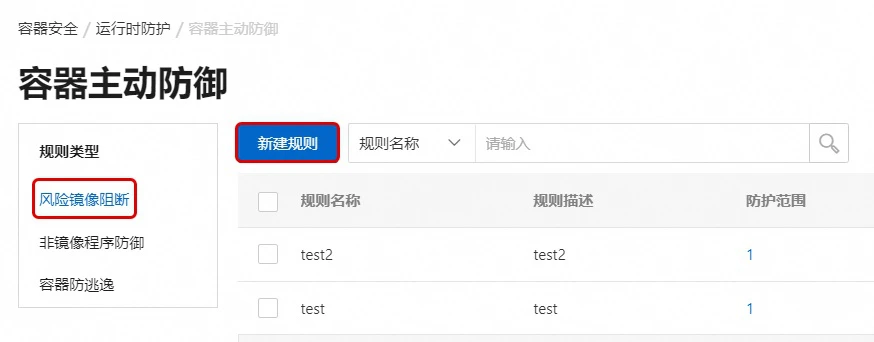 容器安全 / 运行时防护 / 容器主动防御
容器主动防御
规则类型
风险镜像阻断
非镜像程序防御
容器防逃逸
新建规则 规则名称 请输入
规则名称 规则描述 防护范围
test2 test2 1
test test 1